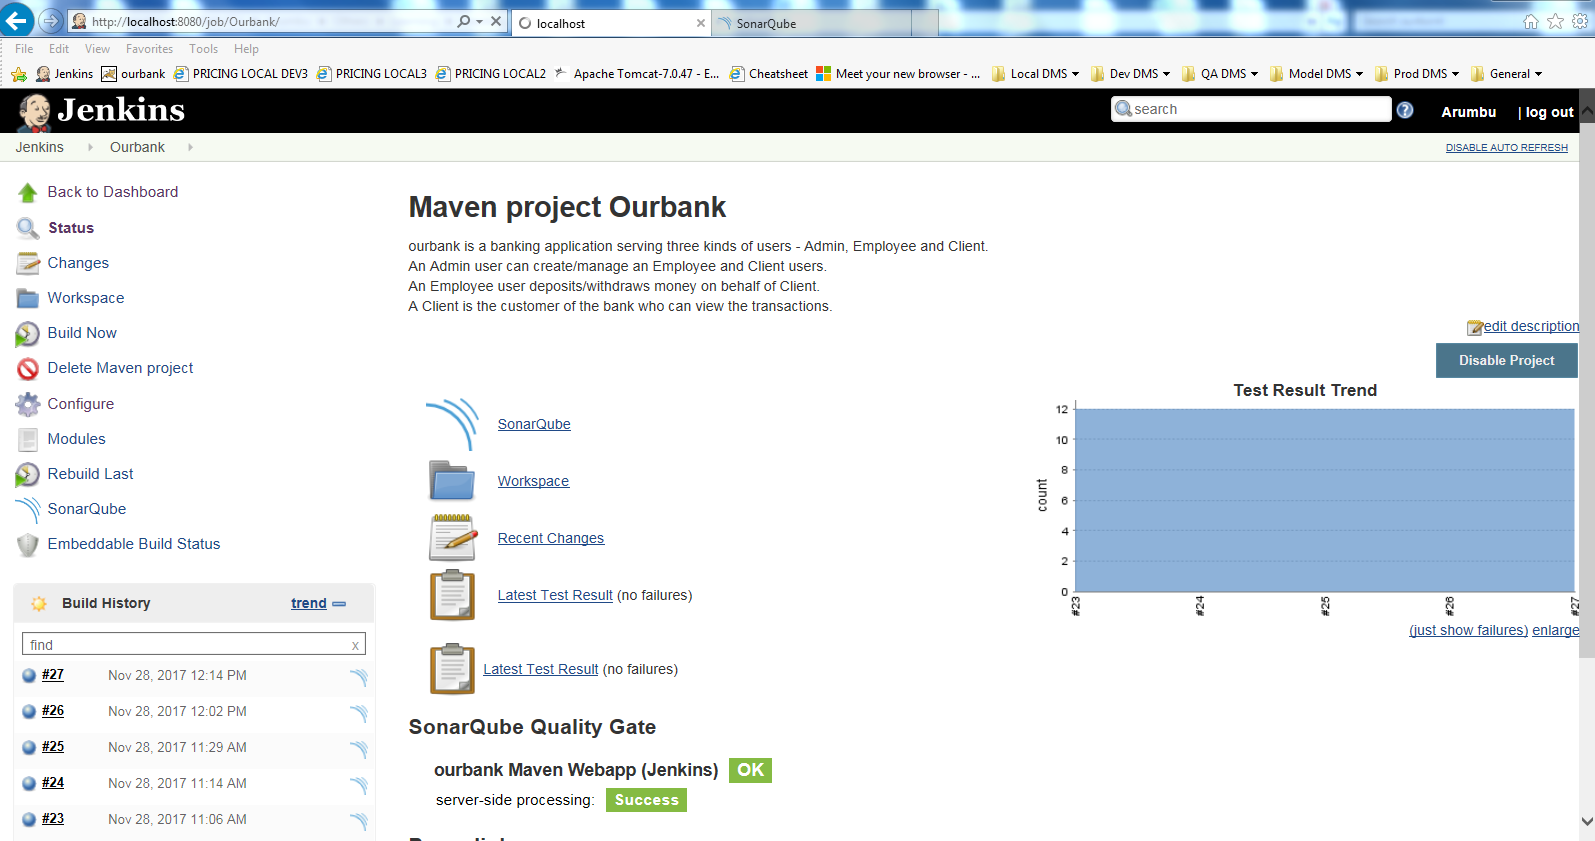 http://localhost:8080/job/Ourbank/
localhost
SonarQube
File Edit View Favorites Tools Help
Jenkins ourbank PRICING LOCAL DEV3 PRICING LOCAL3 PRICING LOCAL2 Apache Tomcat-7.0.47 - E... Cheatsheet Meet your new browser - ... Local DMS Dev DMS QA DMS Model DMS Prod DMS General
Jenkins
search
Arumbu
| log out
Jenkins Ourbank
DISABLE AUTO REFRESH
Back to Dashboard
Status
Changes
Workspace
Build Now
Delete Maven project
Configure
Modules
Rebuild Last
SonarQube
Embeddable Build Status
Build History trend
find x
#27 Nov 28, 2017 12:14 PM
#26 Nov 28, 2017 12:02 PM
#25 Nov 28, 2017 11:29 AM
#24 Nov 28, 2017 11:14 AM
#23 Nov 28, 2017 11:06 AM
Maven project Ourbank
ourbank is a banking application serving three kinds of users - Admin, Employee and Client.
An Admin user can create/manage an Employee and Client users.
An Employee user deposits/withdraws money on behalf of Client.
A Client is the customer of the bank who can view the transactions.
edit description
Disable Project
SonarQube
Workspace
Recent Changes
Latest Test Result (no failures)
Latest Test Result (no failures)
Test Result Trend
count
12
10
8
6
4
2
0
#23 #24 #25 #26 #27
(just show failures) enlarge
SonarQube Quality Gate
ourbank Maven Webapp (Jenkins) OK
server-side processing: Success